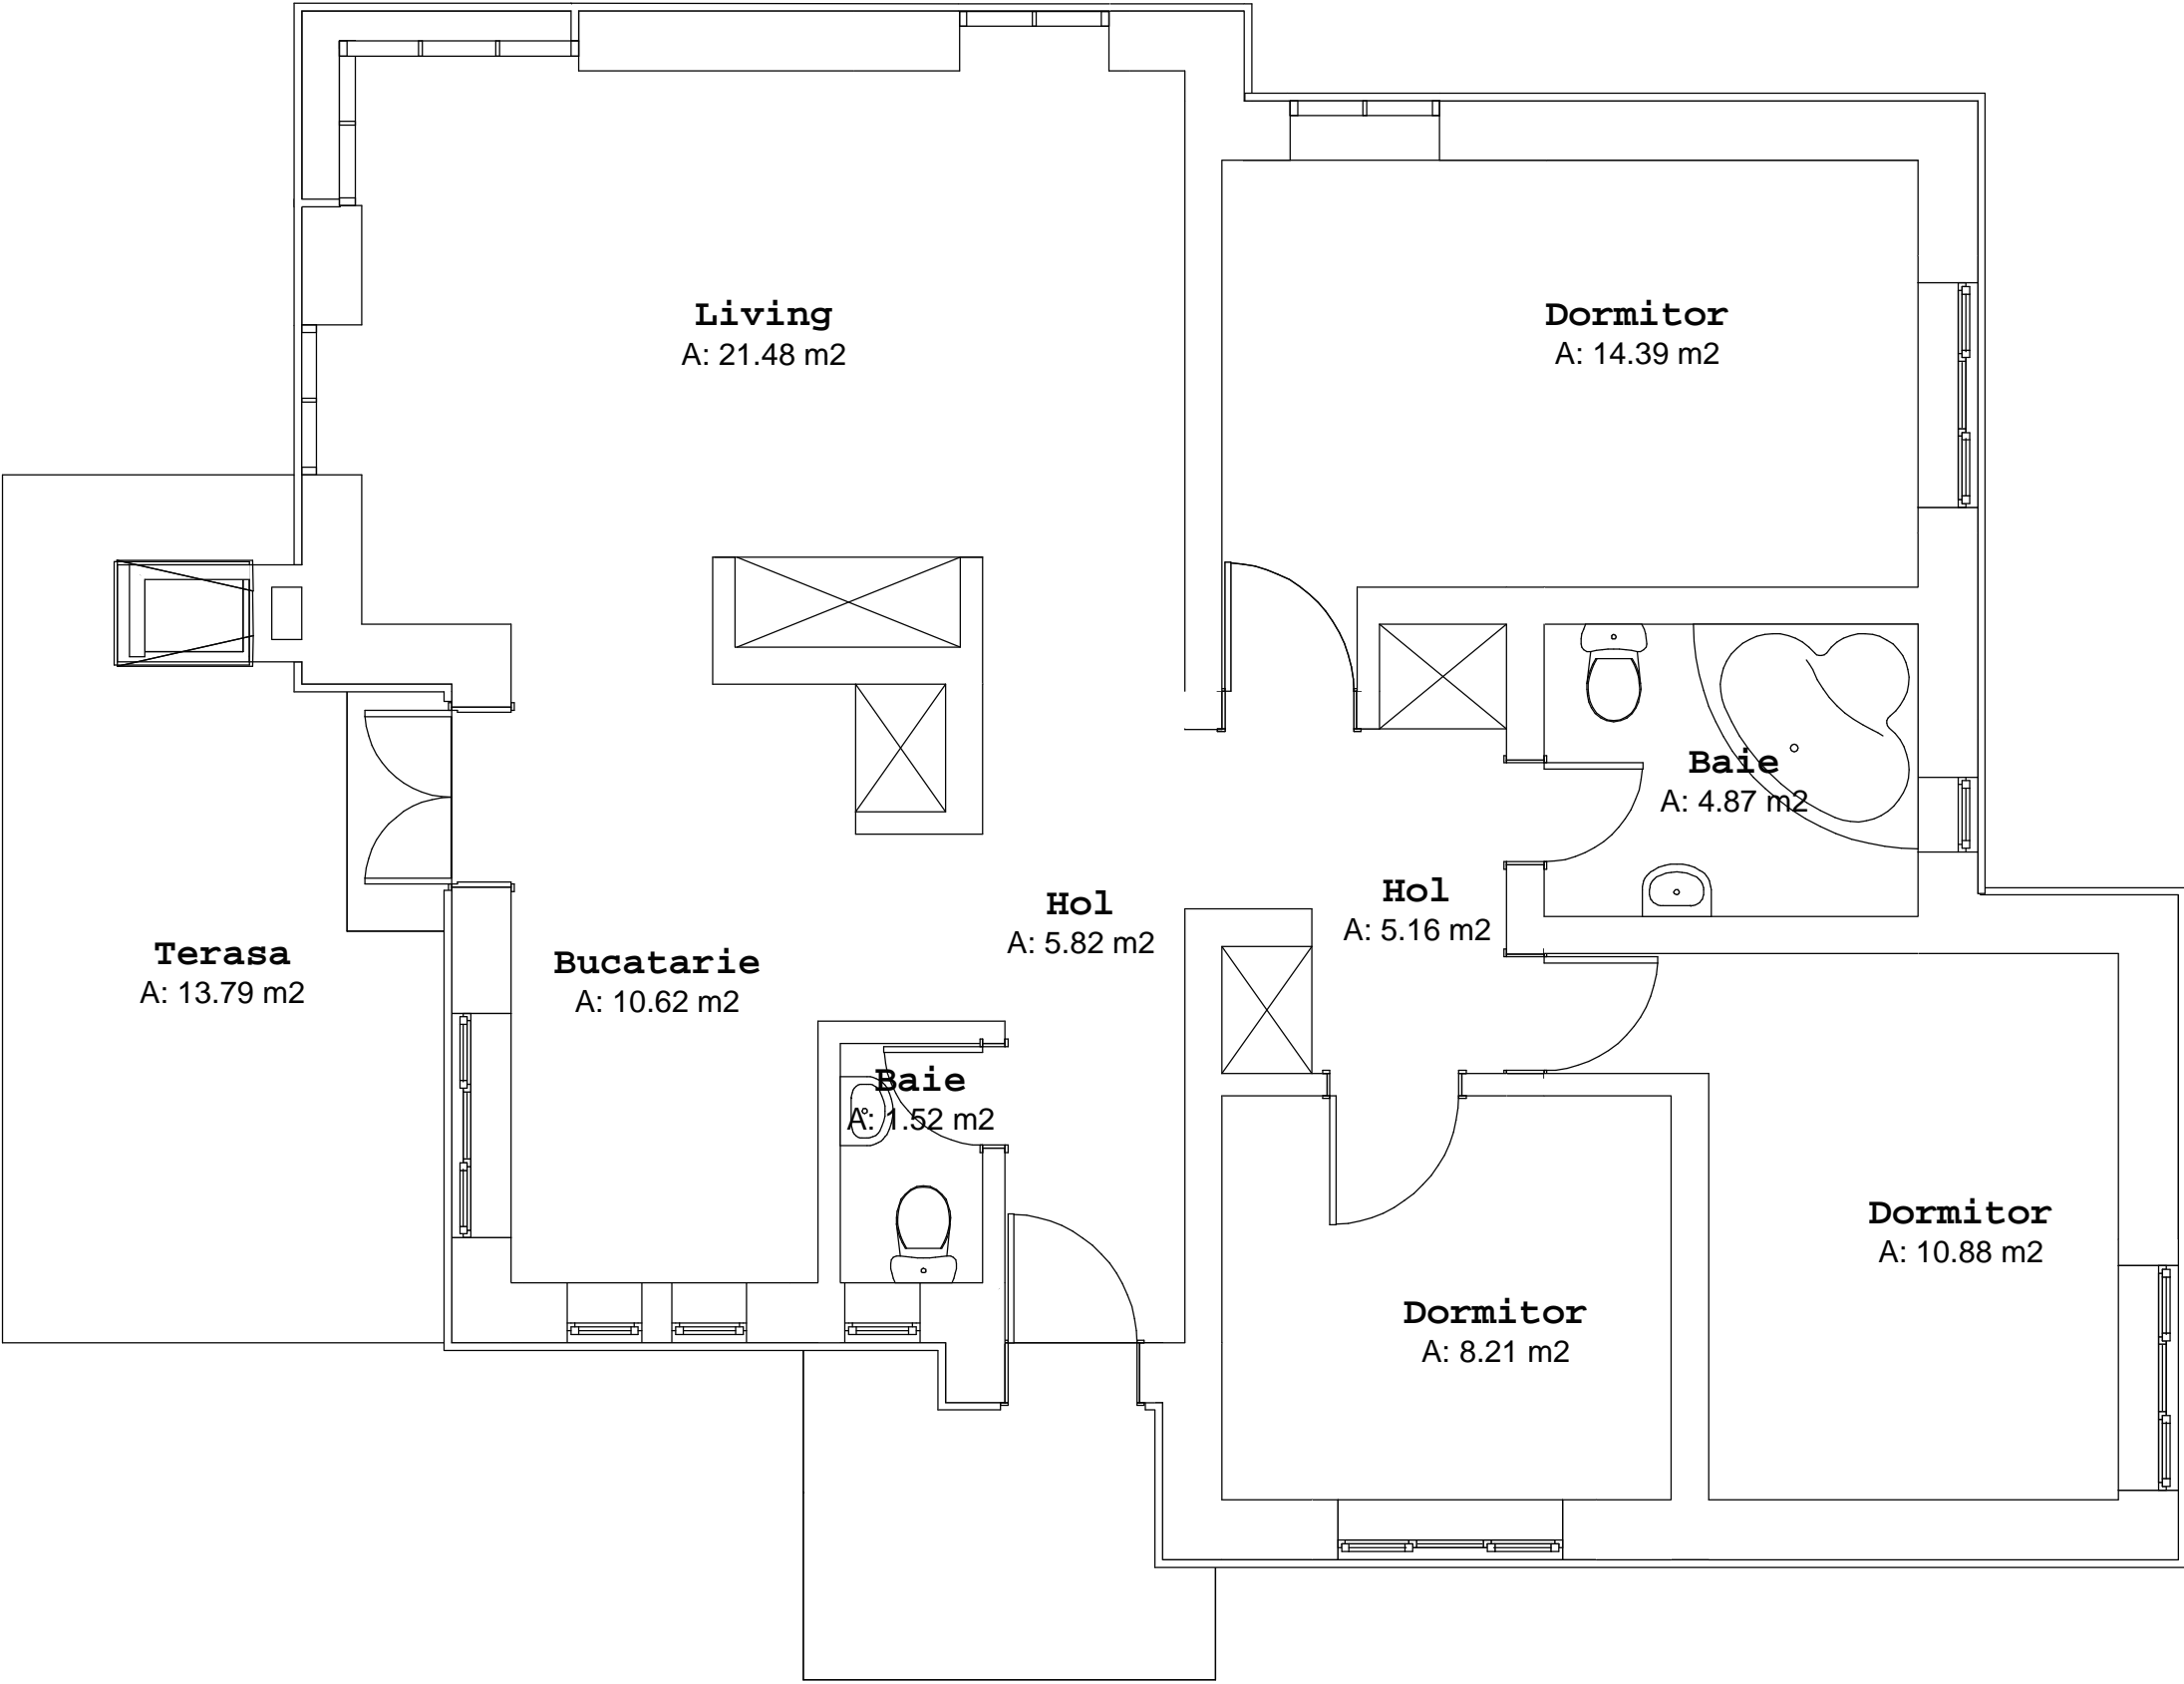 Living
A: 21.48 m2
Dormitor
A: 14.39 m2
Baie
A: 4.87 m2
Hol
A: 5.16 m2
Hol
A: 5.82 m2
Terasa
A: 13.79 m2
Bucatarie
A: 10.62 m2
Baie
A: 1.52 m2
Dormitor
A: 10.88 m2
Dormitor
A: 8.21 m2